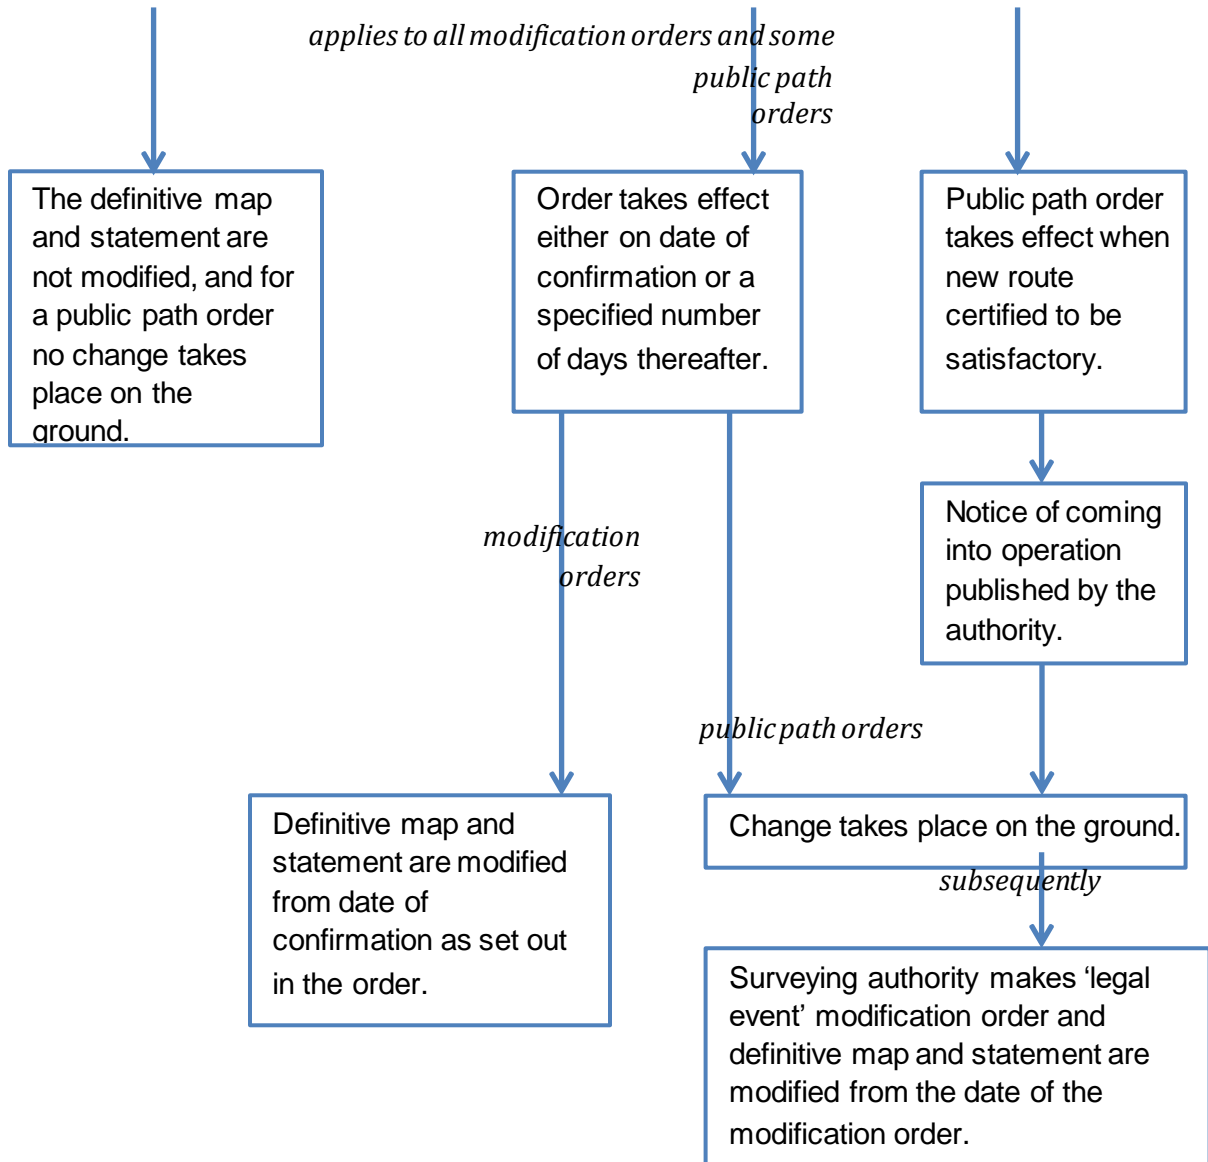 applies to all modification orders and some
public path
orders
The definitive map
and statement are
not modified, and for
a public path order
no change takes
place on the
ground.
Order takes effect
either on date of
confirmation or a
specified number
of days thereafter.
Public path order
takes effect when
new route
certified to be
satisfactory.
Notice of coming
into operation
published by the
authority.
modification
orders
public path orders
Definitive map and
statement are modified
from date of
confirmation as set out
in the order.
Change takes place on the ground.
subsequently
Surveying authority makes ‘legal
event’ modification order and
definitive map and statement are
modified from the date of the
modification order.